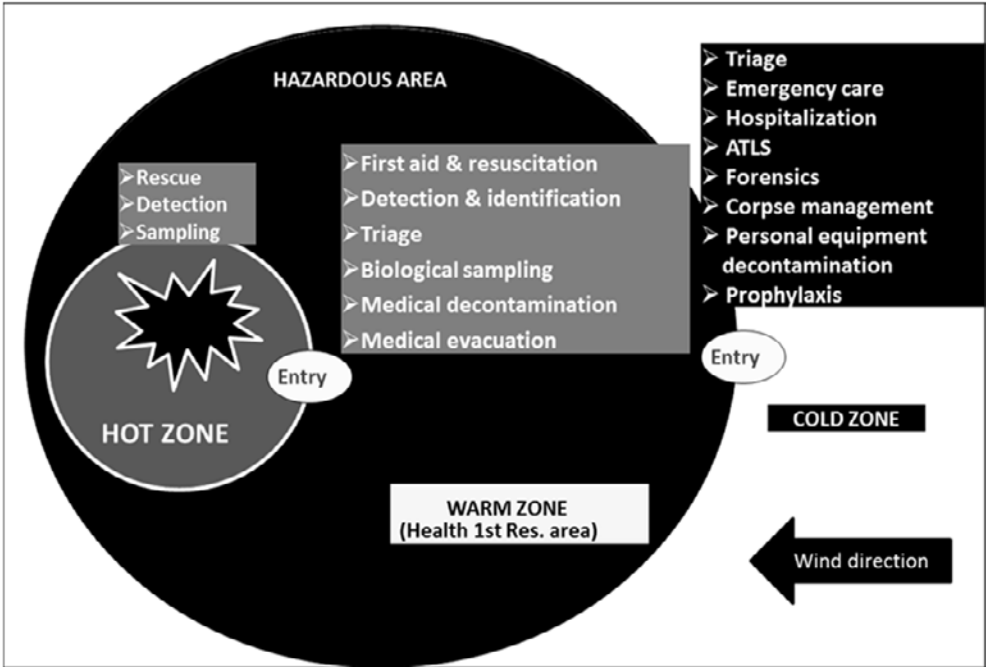 HAZARDOUS AREA
➢Rescue
➢Detection
➢Sampling
➢First aid & resuscitation
➢Detection & identification
➢Triage
➢Biological sampling
➢Medical decontamination
➢Medical evacuation
➢ Triage
➢ Emergency care
➢ Hospitalization
➢ ATLS
➢ Forensics
➢ Corpse management
➢ Personal equipment
decontamination
➢ Prophylaxis
Entry
Entry
HOT ZONE
COLD ZONE
WARM ZONE
(Health 1st Res. area)
Wind direction